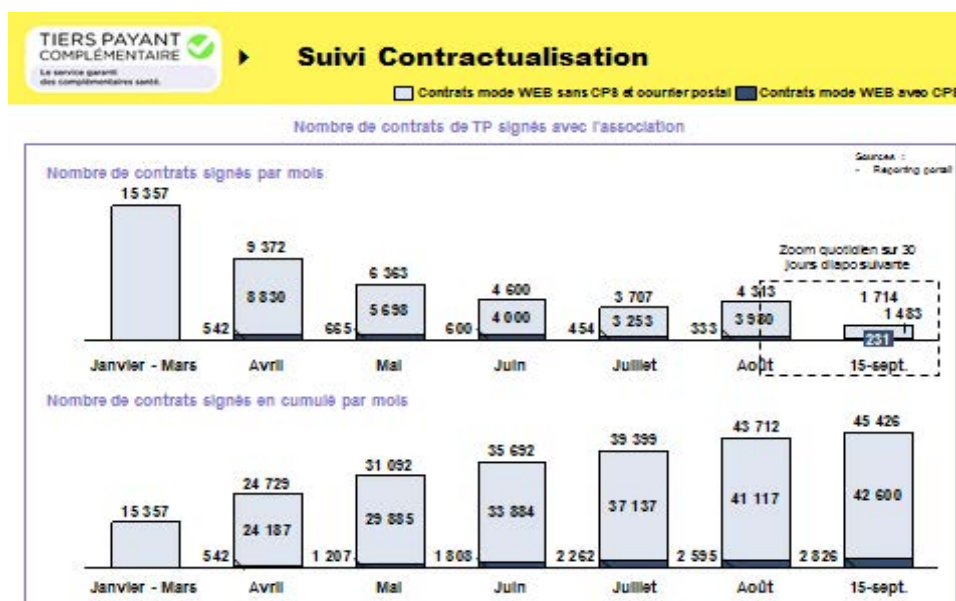 TIERS PAYANT
COMPLÉMENTAIRE
Le service garanti
des complémentaires santé.
Suivi Contractualisation
Contrats mode WEB sans CPS et courrier postal Contrats mode WEB avec CPS
Nombre de contrats de TP signés avec l'association
Sources :
- Reporting portail
Nombre de contrats signés par mois
15 357
9 372
6 363
4 600
3 707
4 313
Zoom quotidien sur 30
jours diapo suivante
1 714
8 830
5 698
4 000
3 253
3 980
1 483
542
665
600
454
333
231
Janvier - Mars Avril Mai Juin Juillet Août 15-sept.
Nombre de contrats signés en cumulé par mois
15 357
24 729
31 092
35 692
39 399
43 712
45 426
24 187
29 885
33 884
37 137
41 117
42 600
542
1 207
1 808
2 262
2 595
2 826
Janvier - Mars Avril Mai Juin Juillet Août 15-sept.